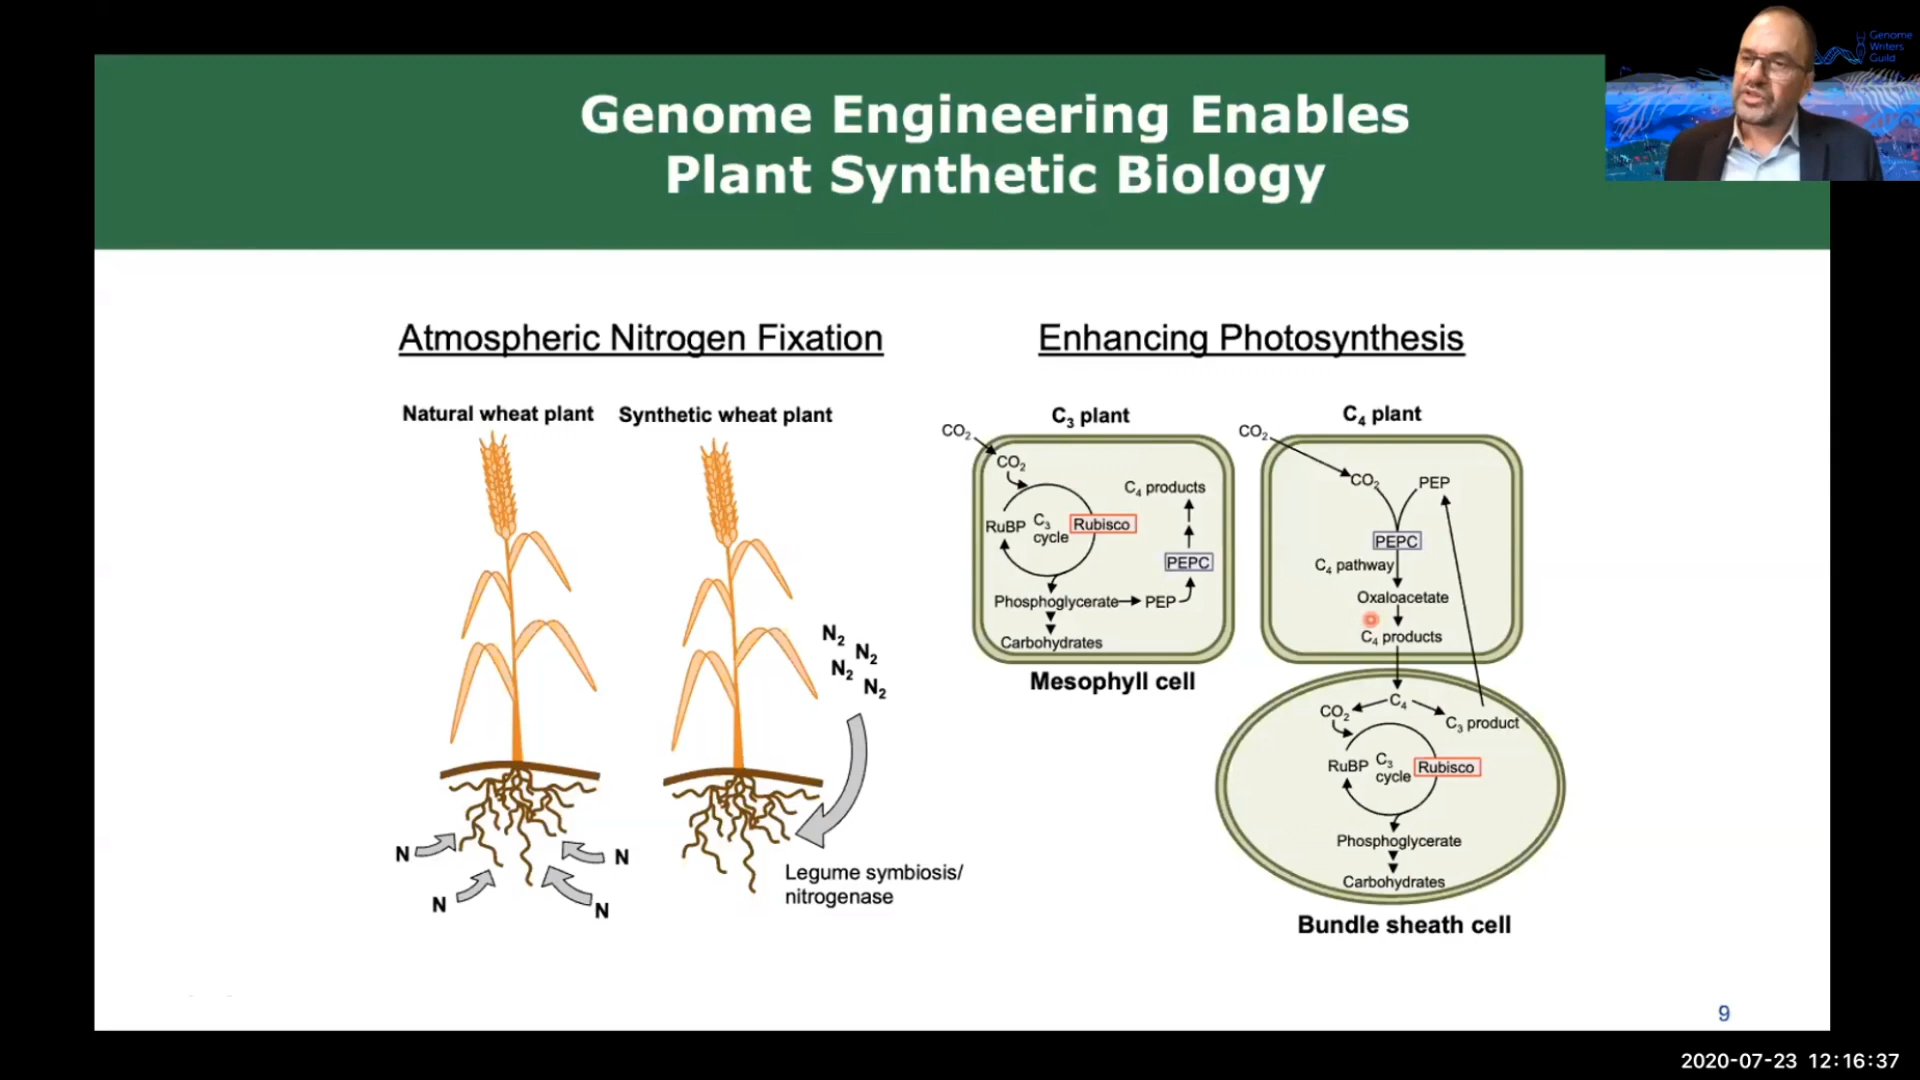 Genome Engineering Enables
Plant Synthetic Biology
Genome
Writers
Guild
Atmospheric Nitrogen Fixation
Natural wheat plant
Synthetic wheat plant
N₂
N₂
N₂
N₂
N
N
N
N
Legume symbiosis/
nitrogenase
Enhancing Photosynthesis
C₃ plant
CO₂
CO₂
C₄ products
RuBP
C₃
cycle
Rubisco
PEPC
Phosphoglycerate
PEP
Carbohydrates
Mesophyll cell
C₄ plant
CO₂
CO₂
PEP
PEPC
C₄ pathway
Oxaloacetate
C₄ products
C₄
CO₂
C₃ product
RuBP
C₃
cycle
Rubisco
Phosphoglycerate
Carbohydrates
Bundle sheath cell
9
2020-07-23 12:16:37